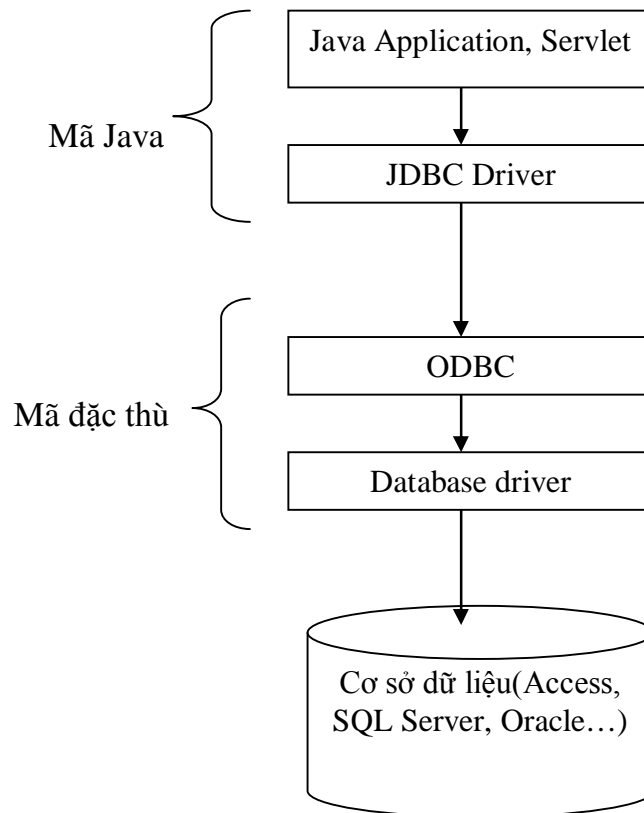 Java Application, Servlet
Mã Java
JDBC Driver
ODBC
Mã đặc thù
Database driver
Cơ sở dữ liệu(Access,
SQL Server, Oracle…)